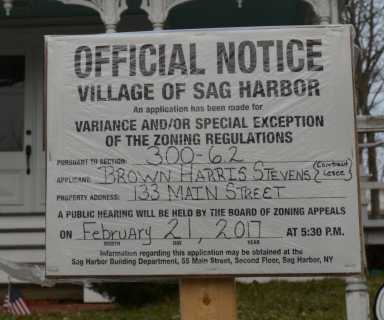 OFFICIAL NOTICE
VILLAGE OF SAG HARBOR
An application has been made for
VARIANCE AND/OR SPECIAL EXCEPTION
OF THE ZONING REGULATIONS
PURSUANT TO SECTION: 300-6.2
APPLICANT: BROWN HARRIS STEVENS (Contract Lesee)
PROPERTY ADDRESS: 133 MAIN STREET
A PUBLIC HEARING WILL BE HELD BY THE BOARD OF ZONING APPEALS
ON February 21, 2017 AT 5:30 P.M.
MONTH DAY YEAR
Information regarding this application may be obtained at the
Sag Harbor Building Department, 55 Main Street, Second Floor, Sag Harbor, NY